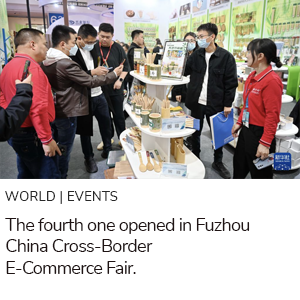 WORLD | EVENTS
The fourth one opened in Fuzhou
China Cross-Border
E-Commerce Fair.